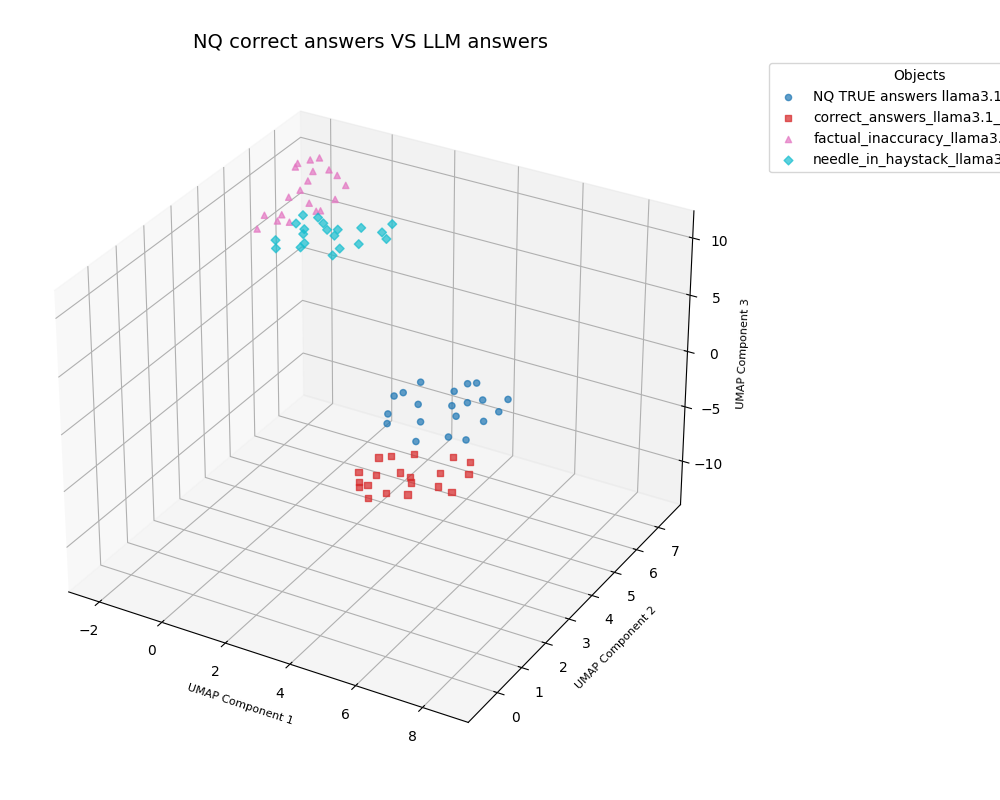 NQ correct answers VS LLM answers
Objects
NQ TRUE answers llama3.1
correct_answers_llama3.1_
factual_inaccuracy_llama3.
needle_in_haystack_llama3
10
5
0
−5
−10
UMAP Component 3
7
6
5
4
3
2
1
0
UMAP Component 2
−2
0
2
4
6
8
UMAP Component 1